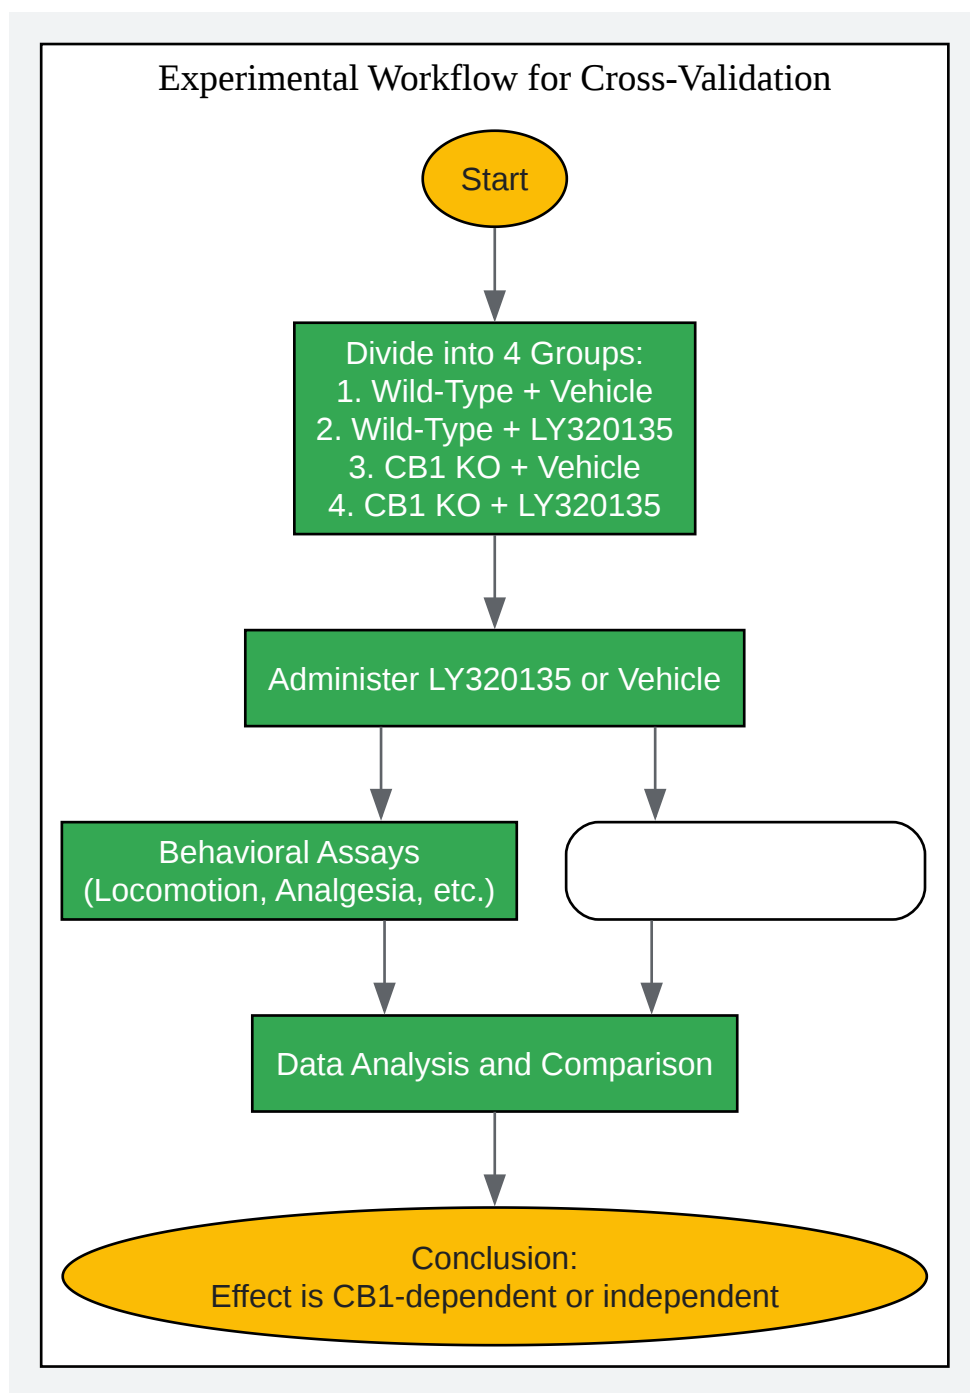 Experimental Workflow for Cross-Validation
Start
Divide into 4 Groups:
1. Wild-Type + Vehicle
2. Wild-Type + LY320135
3. CB1 KO + Vehicle
4. CB1 KO + LY320135
Administer LY320135 or Vehicle
Behavioral Assays
(Locomotion, Analgesia, etc.)
Data Analysis and Comparison
Conclusion:
Effect is CB1-dependent or independent